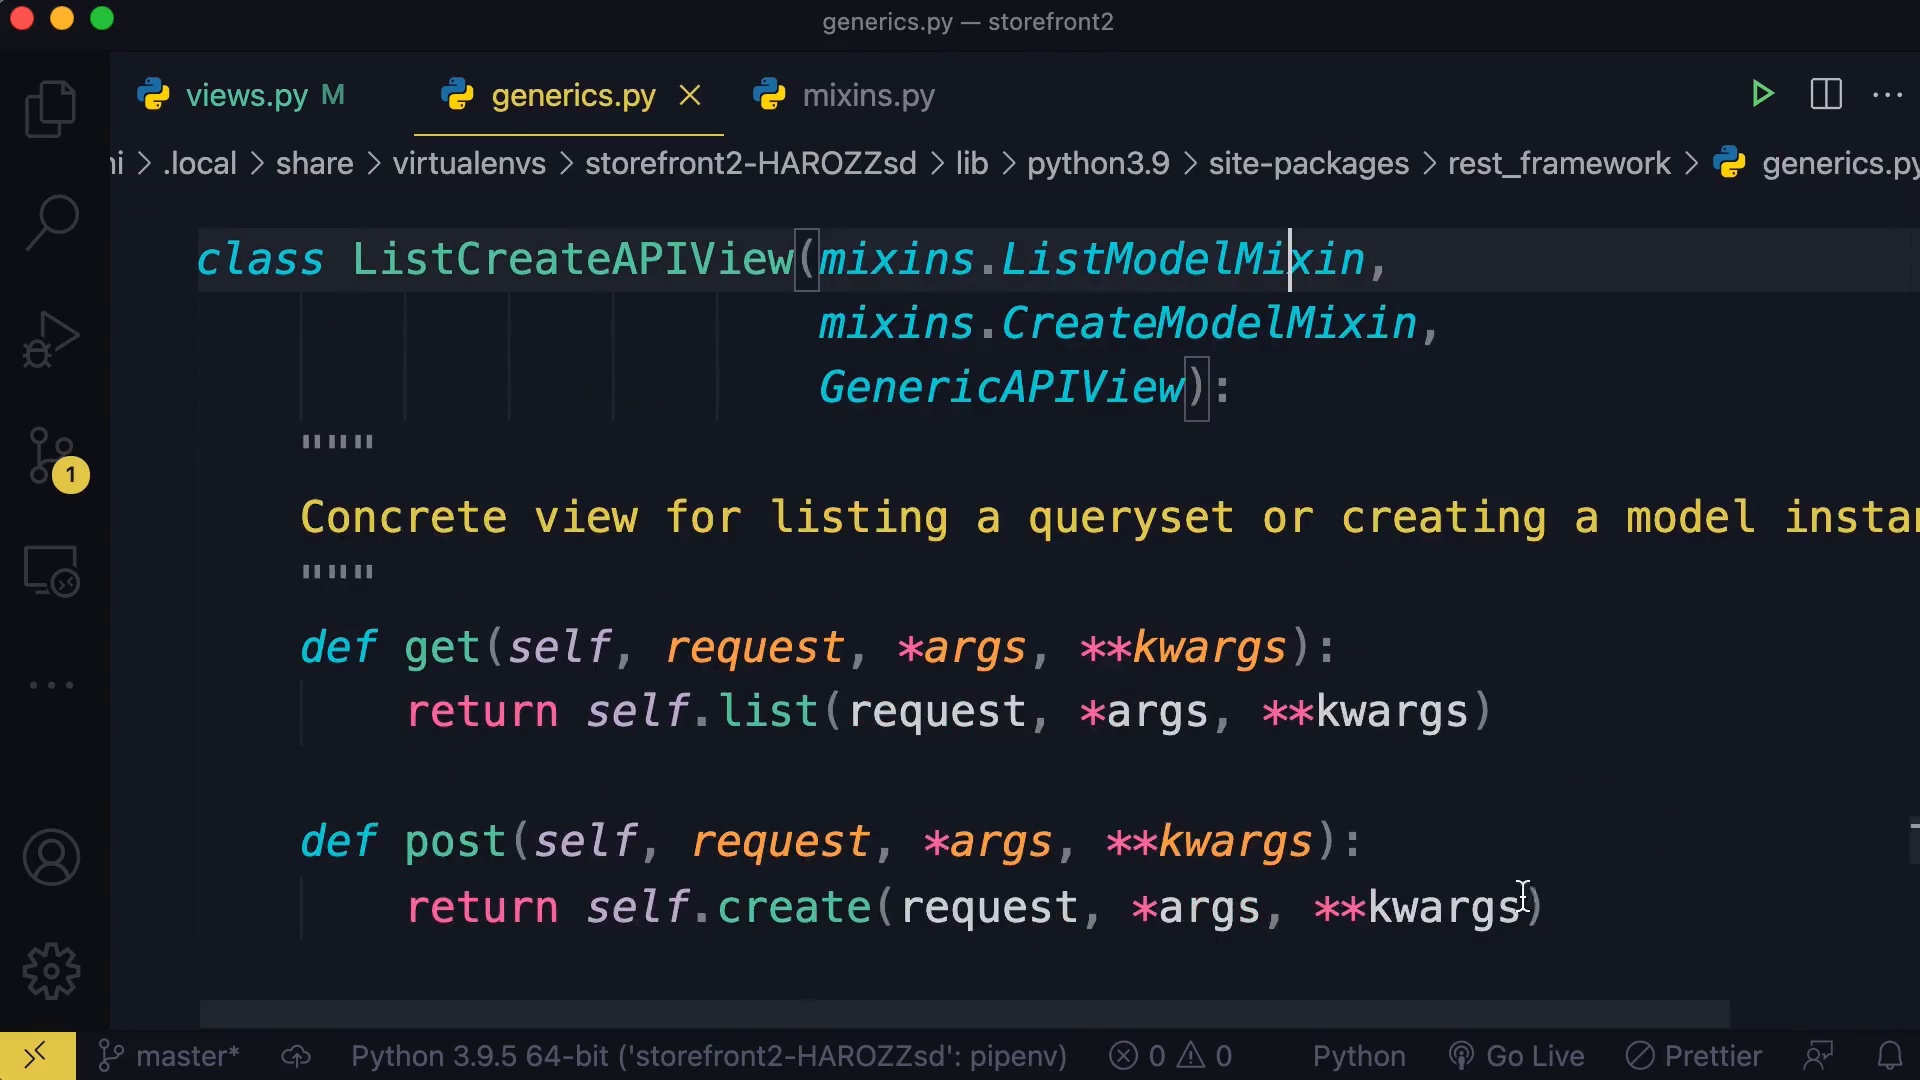 generics.py — storefront2
views.py M generics.py mixins.py
.local > share > virtualenvs > storefront2-HAROZZsd > lib > python3.9 > site-packages > rest_framework > generics.py
class ListCreateAPIView(mixins.ListModelMixin,
mixins.CreateModelMixin,
GenericAPIView):
"""
Concrete view for listing a queryset or creating a model
"""
def get(self, request, *args, **kwargs):
return self.list(request, *args, **kwargs)
def post(self, request, *args, **kwargs):
return self.create(request, *args, **kwargs)
1
master* Python 3.9.5 64-bit ('storefront2-HAROZZsd': pipenv) 0 0 Python Go Live Prettier